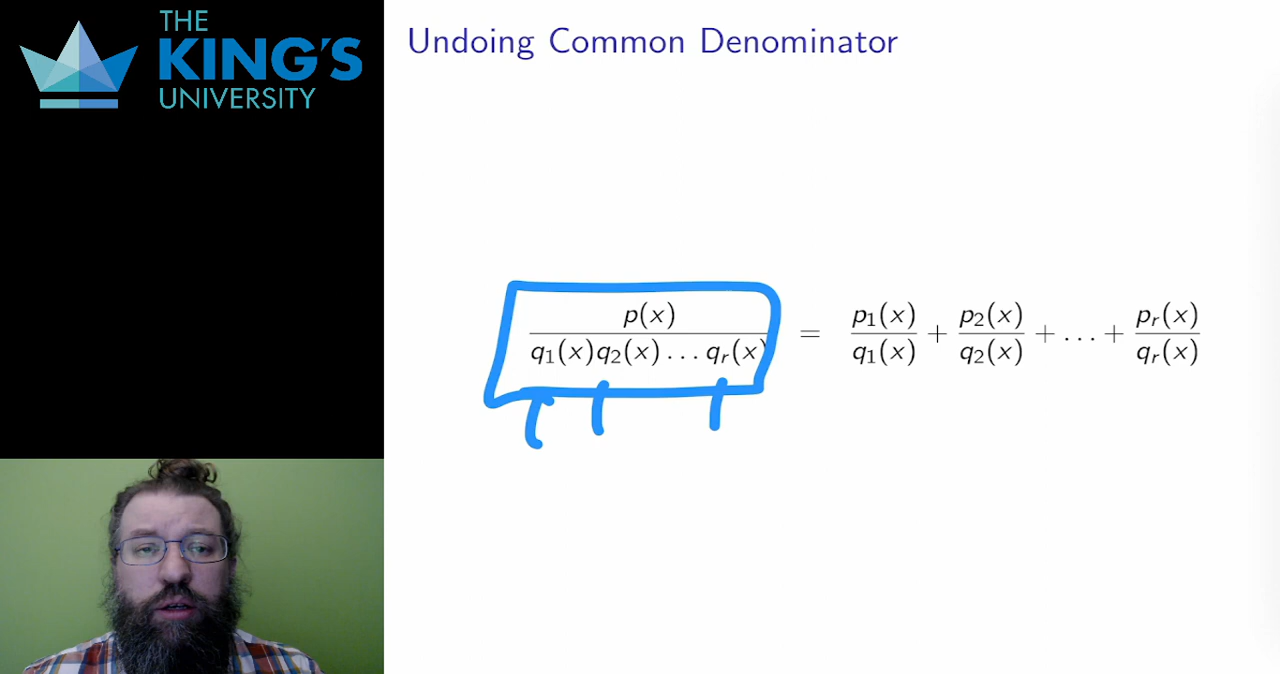 THE
KING'S
UNIVERSITY
Undoing Common Denominator
p(x) / q₁(x)q₂(x)...qᵣ(x) = p₁(x)/q₁(x) + p₂(x)/q₂(x) + ... + pᵣ(x)/qᵣ(x)